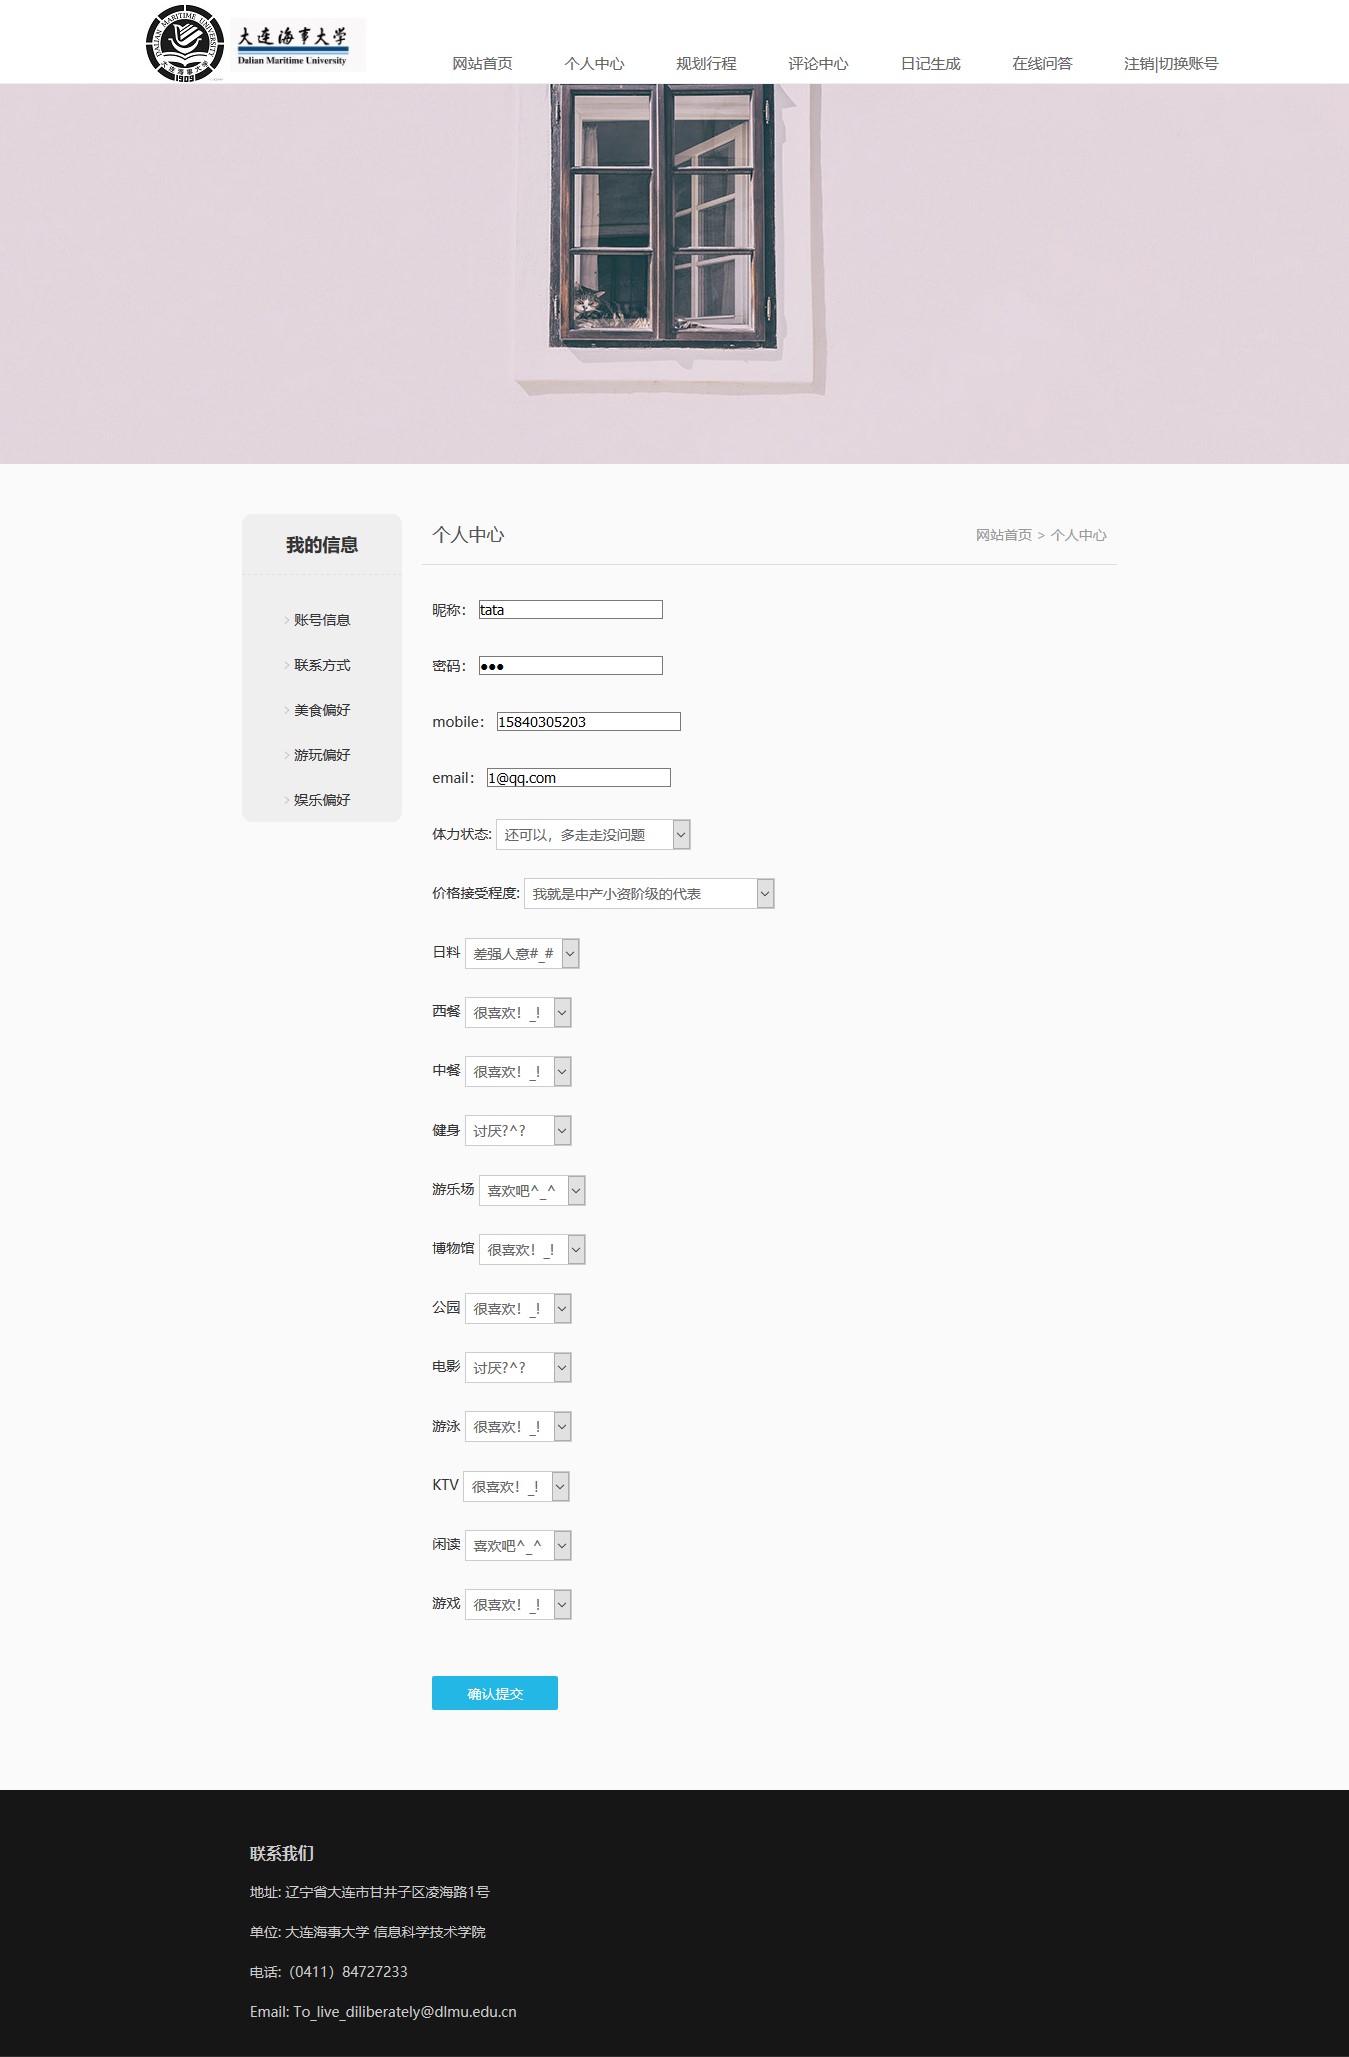 DALIAN MARITIME UNIVERSITY
大连海事大学
1909
大连海事大学
Dalian Maritime University
网站首页 个人中心 规划行程 评论中心 日记生成 在线问答 注销|切换账号
我的信息
> 账号信息
> 联系方式
> 美食偏好
> 游玩偏好
> 娱乐偏好
个人中心
网站首页 > 个人中心
昵称： tata
密码： ●●●
mobile： 15840305203
email： 1@qq.com
体力状态: 还可以，多走走没问题
价格接受程度: 我就是中产小资阶级的代表
日料 差强人意#_#
西餐 很喜欢！_!
中餐 很喜欢！_!
健身 讨厌?^?
游乐场 喜欢吧^_^
博物馆 很喜欢！_!
公园 很喜欢！_!
电影 讨厌?^?
游泳 很喜欢！_!
KTV 很喜欢！_!
闲读 喜欢吧^_^
游戏 很喜欢！_!
确认提交
联系我们
地址: 辽宁省大连市甘井子区凌海路1号
单位: 大连海事大学 信息科学技术学院
电话:（0411）84727233
Email: To_live_diliberately@dlmu.edu.cn